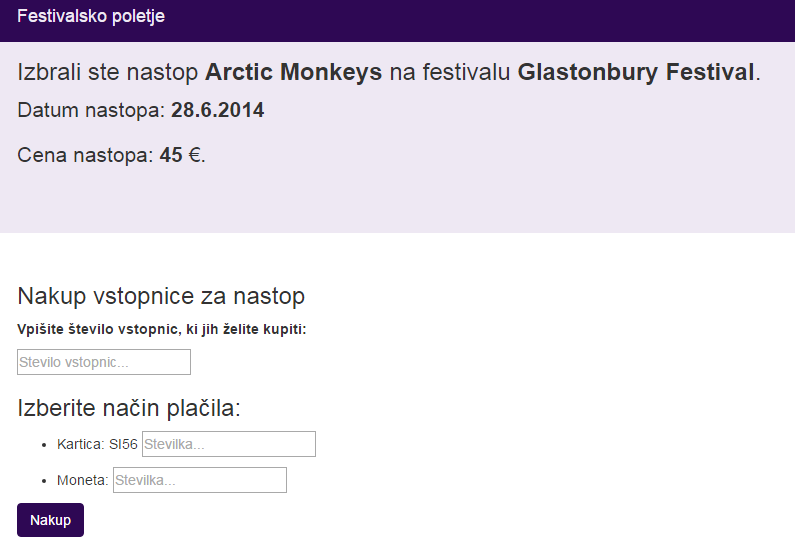 Festivalsko poletje
Izbrali ste nastop Arctic Monkeys na festivalu Glastonbury Festival.
Datum nastopa: 28.6.2014
Cena nastopa: 45 €.
Nakup vstopnice za nastop
Vpišite število vstopnic, ki jih želite kupiti:
Stevilo vstopnic...
Izberite način plačila:
• Kartica: SI56 Stevilka...
• Moneta: Stevilka...
Nakup